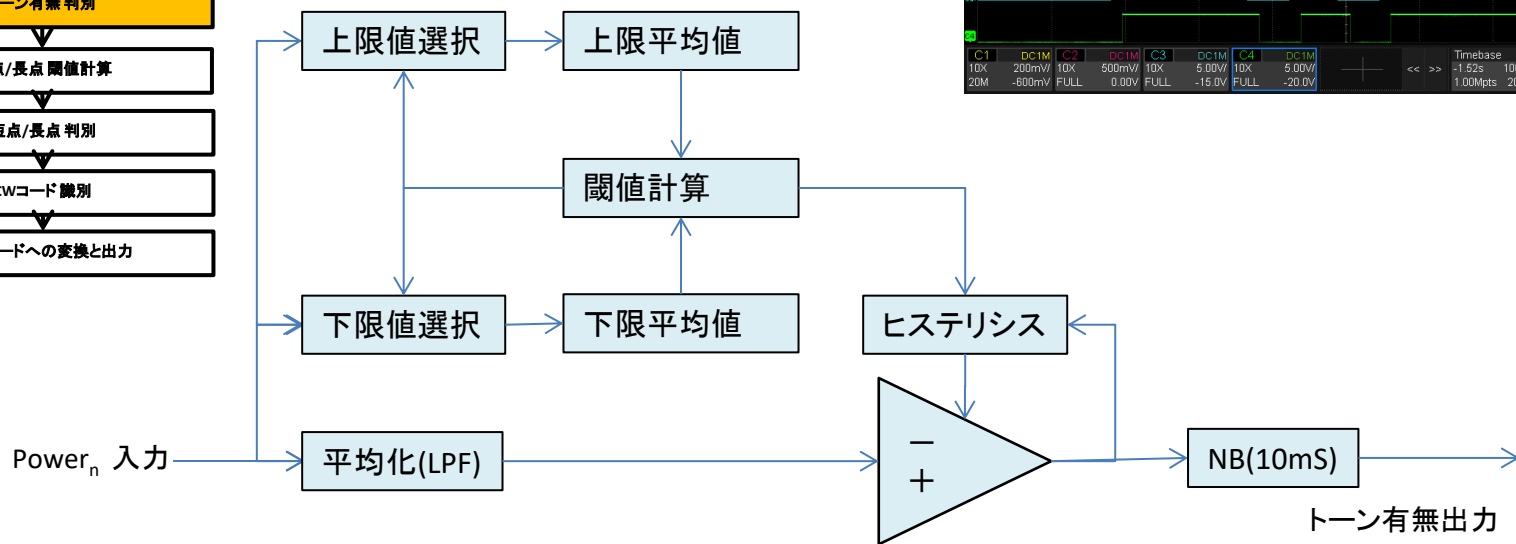 ーン有無 判別
/長点 閾値計算
短点/長点 判別
CWコード 識別
ードへの変換と出力
上限値選択
上限平均値
閾値計算
下限値選択
下限平均値
ヒステリシス
Powern 入力
平均化(LPF)
−
+
NB(10mS)
トーン有無出力
C4
C1 DC1M C2 DC1M C3 DC1M C4 DC1M Timebase
10X 200mV/ 10X 500mV/ 10X 5.00V/ 10X 5.00V/ << >> -1.52s
20M -600mV FULL 0.00V FULL -15.0V FULL -20.0V 1.00Mpts